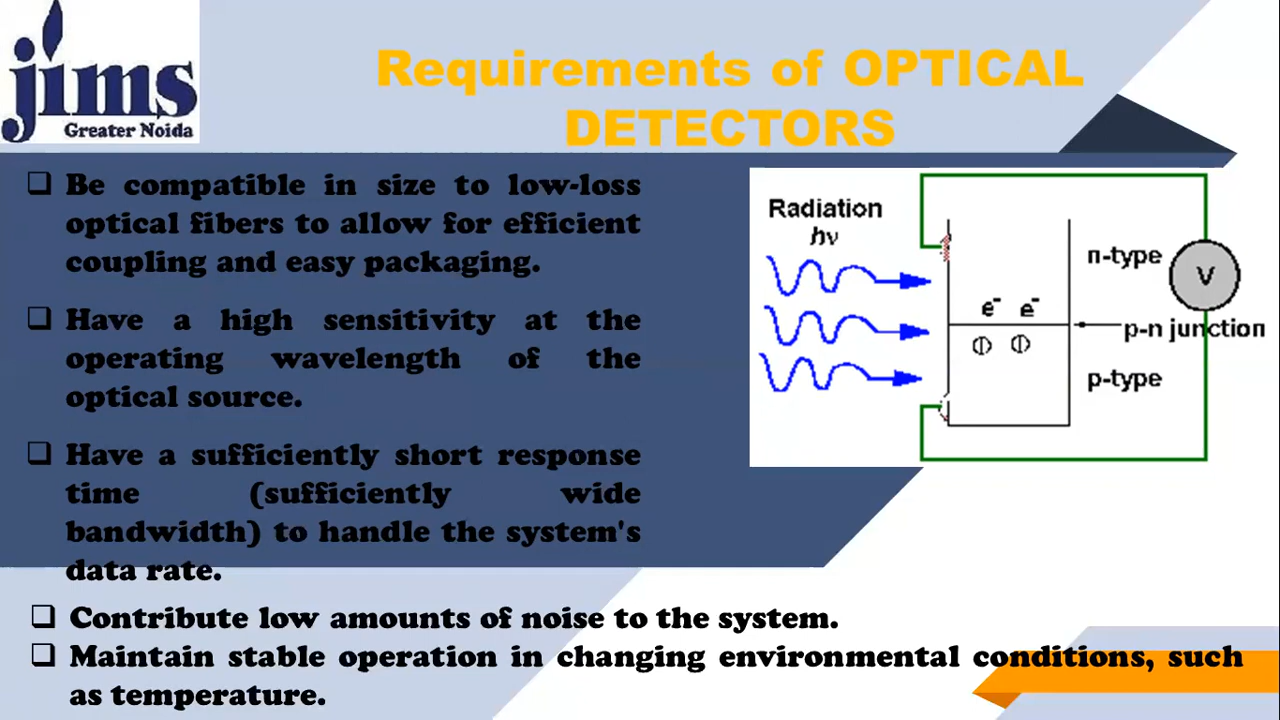 jims
Greater Noida
Requirements of OPTICAL
DETECTORS
❑ Be compatible in size to low-loss
optical fibers to allow for efficient
coupling and easy packaging.
❑ Have a high sensitivity at the
operating wavelength of the
optical source.
❑ Have a sufficiently short response
time (sufficiently wide
bandwidth) to handle the system's
data rate.
❑ Contribute low amounts of noise to the system.
❑ Maintain stable operation in changing environmental conditions, such
as temperature.
Radiation
hν
n-type
V
e⁻ e⁻
p-n junction
p-type